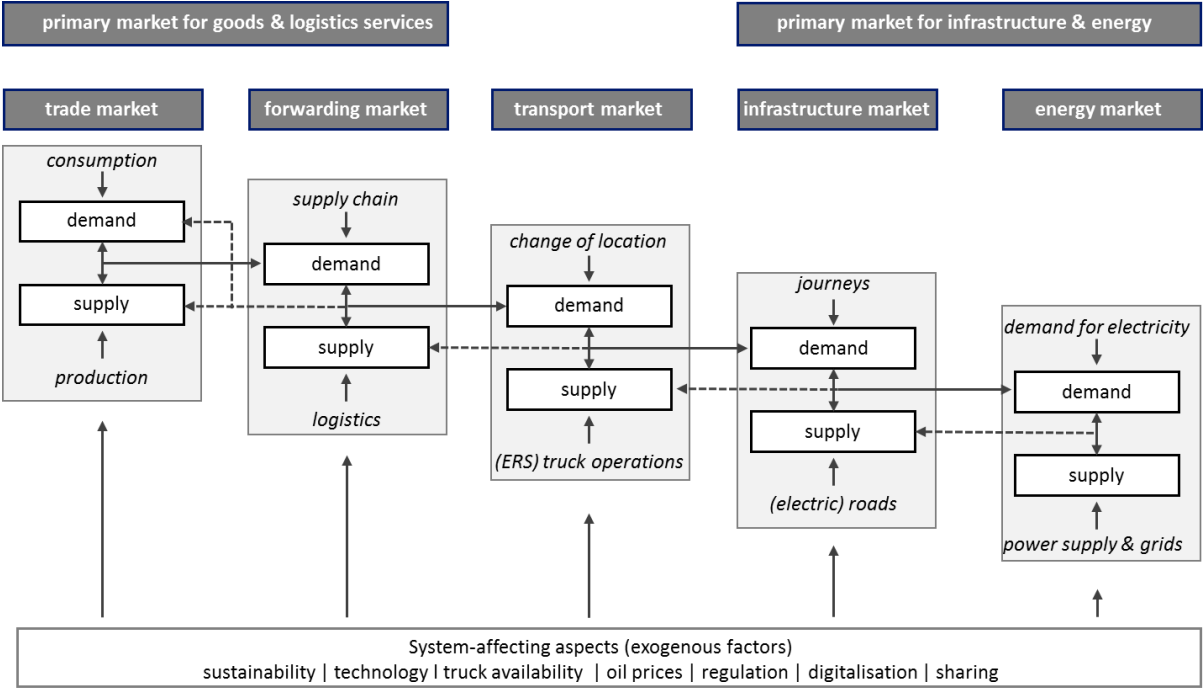 primary market for goods & logistics services
primary market for infrastructure & energy
trade market
forwarding market
transport market
infrastructure market
energy market
consumption
demand
supply
production
supply chain
demand
supply
logistics
change of location
demand
supply
(ERS) truck operations
journeys
demand
supply
(electric) roads
demand for electricity
demand
supply
power supply & grids
System-affecting aspects (exogenous factors)
sustainability | technology l truck availability | oil prices | regulation | digitalisation | sharing